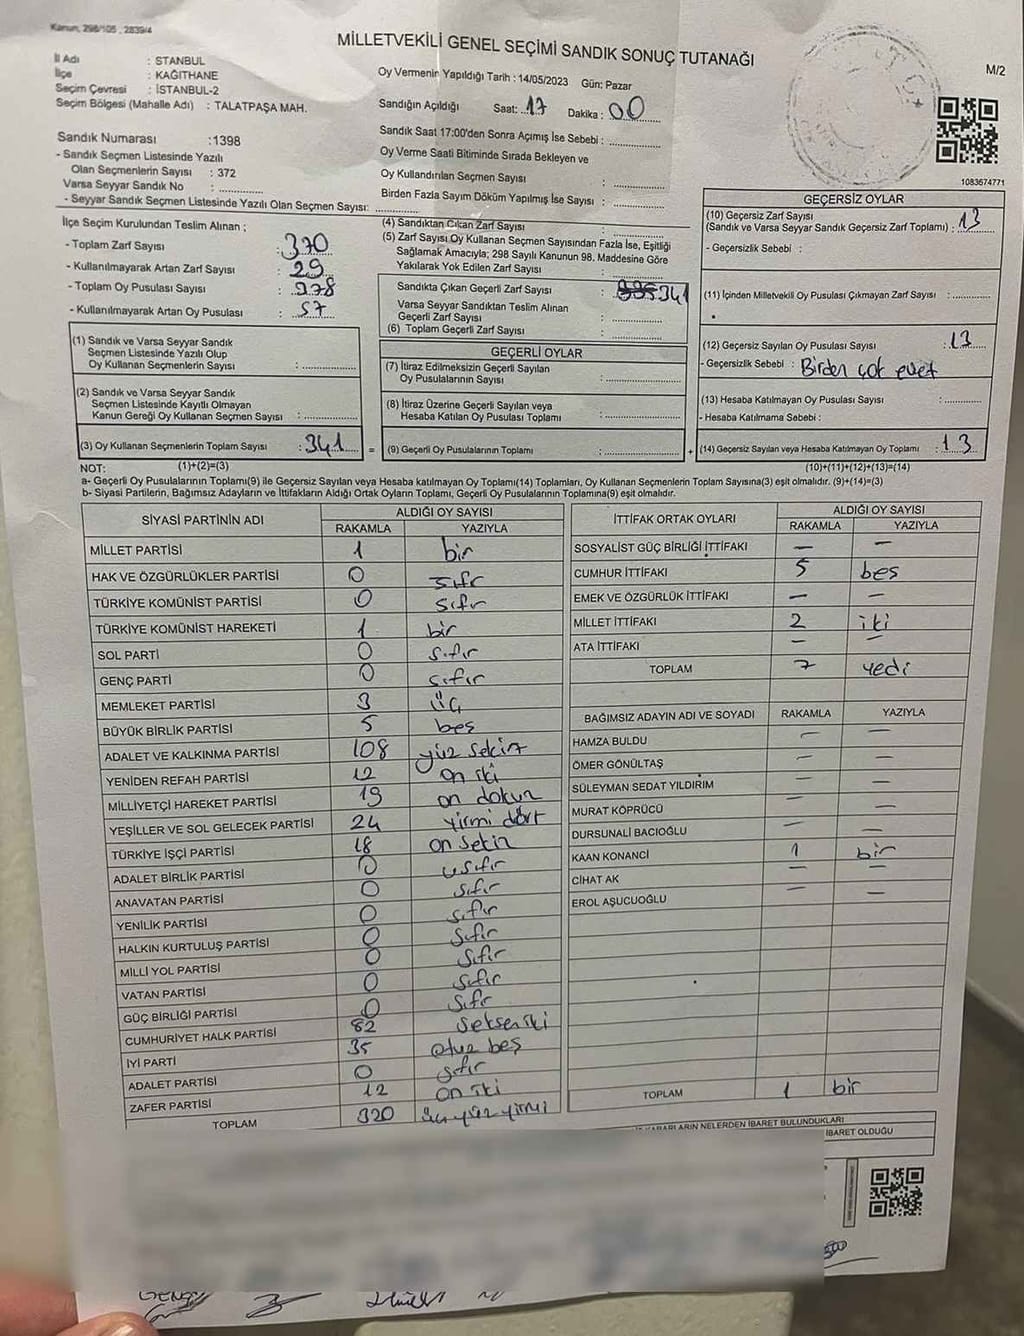 Kanun, 298/105, 2839/4
MİLLETVEKİLİ GENEL SEÇİMİ SANDIK SONUÇ TUTANAĞI
M/2
İl Adı : STANBUL
İlçe : KAĞITHANE
Seçim Çevresi : İSTANBUL-2
Seçim Bölgesi (Mahalle Adı) : TALATPAŞA MAH.
Oy Vermenin Yapıldığı Tarih : 14/05/2023 Gün: Pazar
Sandığın Açıldığı Saat: 17 Dakika : 00
Sandık Saat 17:00'den Sonra Açımış İse Sebebi :
Oy Verme Saati Bitiminde Sırada Bekleyen ve
Oy Kullandırılan Seçmen Sayısı :
Birden Fazla Sayım Döküm Yapılmış İse Sayısı :
Sandık Numarası :1398
- Sandık Seçmen Listesinde Yazılı
Olan Seçmenlerin Sayısı : 372
Varsa Seyyar Sandık No :
- Seyyar Sandık Seçmen Listesinde Yazılı Olan Seçmen Sayısı:
1083674771
İlçe Seçim Kurulundan Teslim Alınan ;
- Toplam Zarf Sayısı : 370
- Kullanılmayarak Artan Zarf Sayısı : 29
- Toplam Oy Pusulası Sayısı : 378
- Kullanılmayarak Artan Oy Pusulası : 57
(4) Sandıktan Çıkan Zarf Sayısı :
(5) Zarf Sayısı Oy Kullanan Seçmen Sayısından Fazla İse, Eşitliği
Sağlamak Amacıyla; 298 Sayılı Kanunun 98. Maddesine Göre
Yakılarak Yok Edilen Zarf Sayısı :
Sandıkta Çıkan Geçerli Zarf Sayısı : 341
Varsa Seyyar Sandıktan Teslim Alınan
Geçerli Zarf Sayısı :
(6) Toplam Geçerli Zarf Sayısı :
GEÇERSİZ OYLAR
(10) Geçersiz Zarf Sayısı
(Sandık ve Varsa Seyyar Sandık Geçersiz Zarf Toplamı) : 13
- Geçersizlik Sebebi :
(11) İçinden Milletvekili Oy Pusulası Çıkmayan Zarf Sayısı :
(12) Geçersiz Sayılan Oy Pusulası Sayısı : 13
- Geçersizlik Sebebi : Birden çok evet
(13) Hesaba Katılmayan Oy Pusulası Sayısı :
- Hesaba Katılmama Sebebi :
(14) Geçersiz Sayılan veya Hesaba Katılmayan Oy Toplamı : 13
(10)+(11)+(12)+(13)=(14)
(1) Sandık ve Varsa Seyyar Sandık
Seçmen Listesinde Yazılı Olup
Oy Kullanan Seçmenlerin Sayısı :
(2) Sandık ve Varsa Seyyar Sandık
Seçmen Listesinde Kayıtlı Olmayan
Kanun Gereği Oy Kullanan Seçmen Sayısı :
(3) Oy Kullanan Seçmenlerin Toplam Sayısı : 341 =
(1)+(2)=(3)
GEÇERLİ OYLAR
(7) İtiraz Edilmeksizin Geçerli Sayılan
Oy Pusulalarının Sayısı :
(8) İtiraz Üzerine Geçerli Sayılan veya
Hesaba Katılan Oy Pusulası Toplamı :
(9) Geçerli Oy Pusulalarının Toplamı : +
NOT:
a- Geçerli Oy Pusulalarının Toplamı(9) ile Geçersiz Sayılan veya Hesaba katılmayan Oy Toplamı(14) Toplamları, Oy Kullanan Seçmenlerin Toplam Sayısına(3) eşit olmalıdır. (9)+(14)=(3)
b- Siyasi Partilerin, Bağımsız Adayların ve İttifakların Aldığı Ortak Oyların Toplamı, Geçerli Oy Pusulalarının Toplamına(9) eşit olmalıdır.
SİYASİ PARTİNİN ADI ALDIĞI OY SAYISI
RAKAMLA YAZIYLA
MİLLET PARTİSİ 1 bir
HAK VE ÖZGÜRLÜKLER PARTİSİ 0 sıfır
TÜRKİYE KOMÜNİST PARTİSİ 0 sıfır
TÜRKİYE KOMÜNİST HAREKETİ 1 bir
SOL PARTİ 0 sıfır
GENÇ PARTİ 0 sıfır
MEMLEKET PARTİSİ 3 üç
BÜYÜK BİRLİK PARTİSİ 5 beş
ADALET VE KALKINMA PARTİSİ 108 yüz sekiz
YENİDEN REFAH PARTİSİ 12 on iki
MİLLİYETÇİ HAREKET PARTİSİ 19 on dokuz
YEŞİLLER VE SOL GELECEK PARTİSİ 24 yirmi dört
TÜRKİYE İŞÇİ PARTİSİ 18 on sekiz
ADALET BİRLİK PARTİSİ 0 sıfır
ANAVATAN PARTİSİ 0 sıfır
YENİLİK PARTİSİ 0 sıfır
HALKIN KURTULUŞ PARTİSİ 0 sıfır
MİLLİ YOL PARTİSİ 0 sıfır
VATAN PARTİSİ 0 sıfır
GÜÇ BİRLİĞİ PARTİSİ 0 sıfır
CUMHURİYET HALK PARTİSİ 82 seksen iki
İYİ PARTİ 35 otuz beş
ADALET PARTİSİ 0 sıfır
ZAFER PARTİSİ 12 on iki
TOPLAM 320 üç yüz yirmi
İTTİFAK ORTAK OYLARI ALDIĞI OY SAYISI
RAKAMLA YAZIYLA
SOSYALİST GÜÇ BİRLİĞİ İTTİFAKI — —
CUMHUR İTTİFAKI 5 beş
EMEK VE ÖZGÜRLÜK İTTİFAKI — —
MİLLET İTTİFAKI 2 iki
ATA İTTİFAKI — —
TOPLAM 7 yedi
BAĞIMSIZ ADAYIN ADI VE SOYADI RAKAMLA YAZIYLA
HAMZA BULDU — —
ÖMER GÖNÜLTAŞ — —
SÜLEYMAN SEDAT YILDIRIM — —
MURAT KÖPRÜCÜ — —
DURSUNALİ BACIOĞLU — —
KAAN KONANCİ 1 bir
CİHAT AK — —
EROL AŞUCUOĞLU — —
TOPLAM 1 bir
KARARLARIN NELERDEN İBARET BULUNDUKLARI
İBARET OLDUĞU